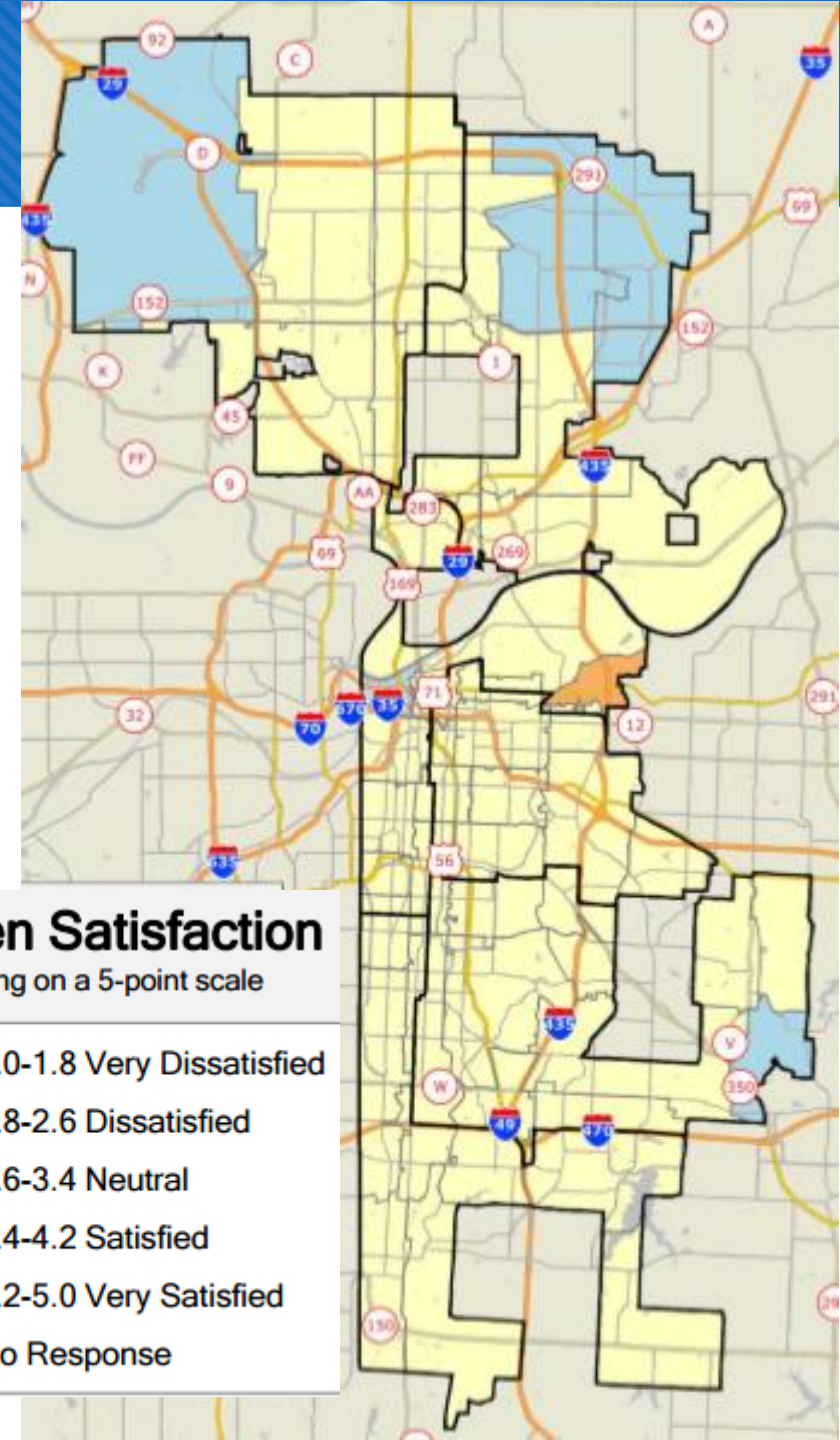 92
C
A
35
29
D
291
69
435
N
152
152
K
1
45
FF
435
9
AA
283
69
29
269
169
71
670
35
291
32
70
12
635
56
en Satisfaction
ng on a 5-point scale
.0-1.8 Very Dissatisfied
435
V
W
350
.8-2.6 Dissatisfied
49
470
.6-3.4 Neutral
.4-4.2 Satisfied
.2-5.0 Very Satisfied
150
o Response